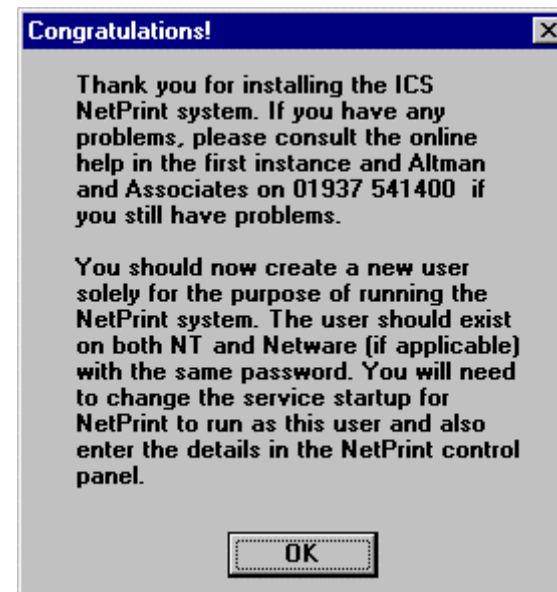 Congratulations!
Thank you for installing the ICS
NetPrint system. If you have any
problems, please consult the online
help in the first instance and Altman
and Associates on 01937 541400  if
you still have problems.
You should now create a new user
solely for the purpose of running the
NetPrint system. The user should exist
on both NT and Netware (if applicable)
with the same password. You will need
to change the service startup for
NetPrint to run as this user and also
enter the details in the NetPrint control
panel.
OK